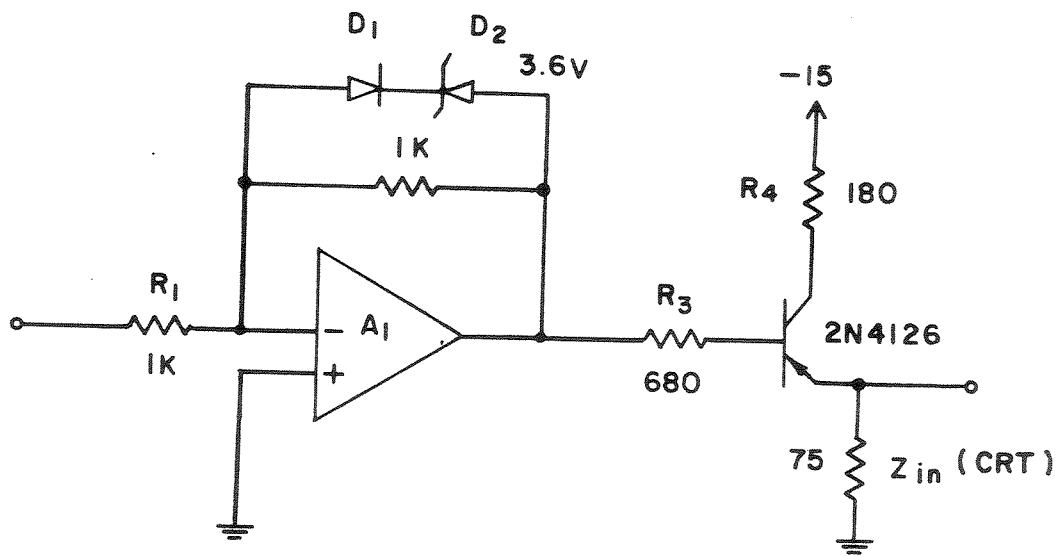 D1
D2
3.6V
-15
1K
R4
180
R1
R3
A1
-
+
2N4126
1K
680
75
Zin (CRT)